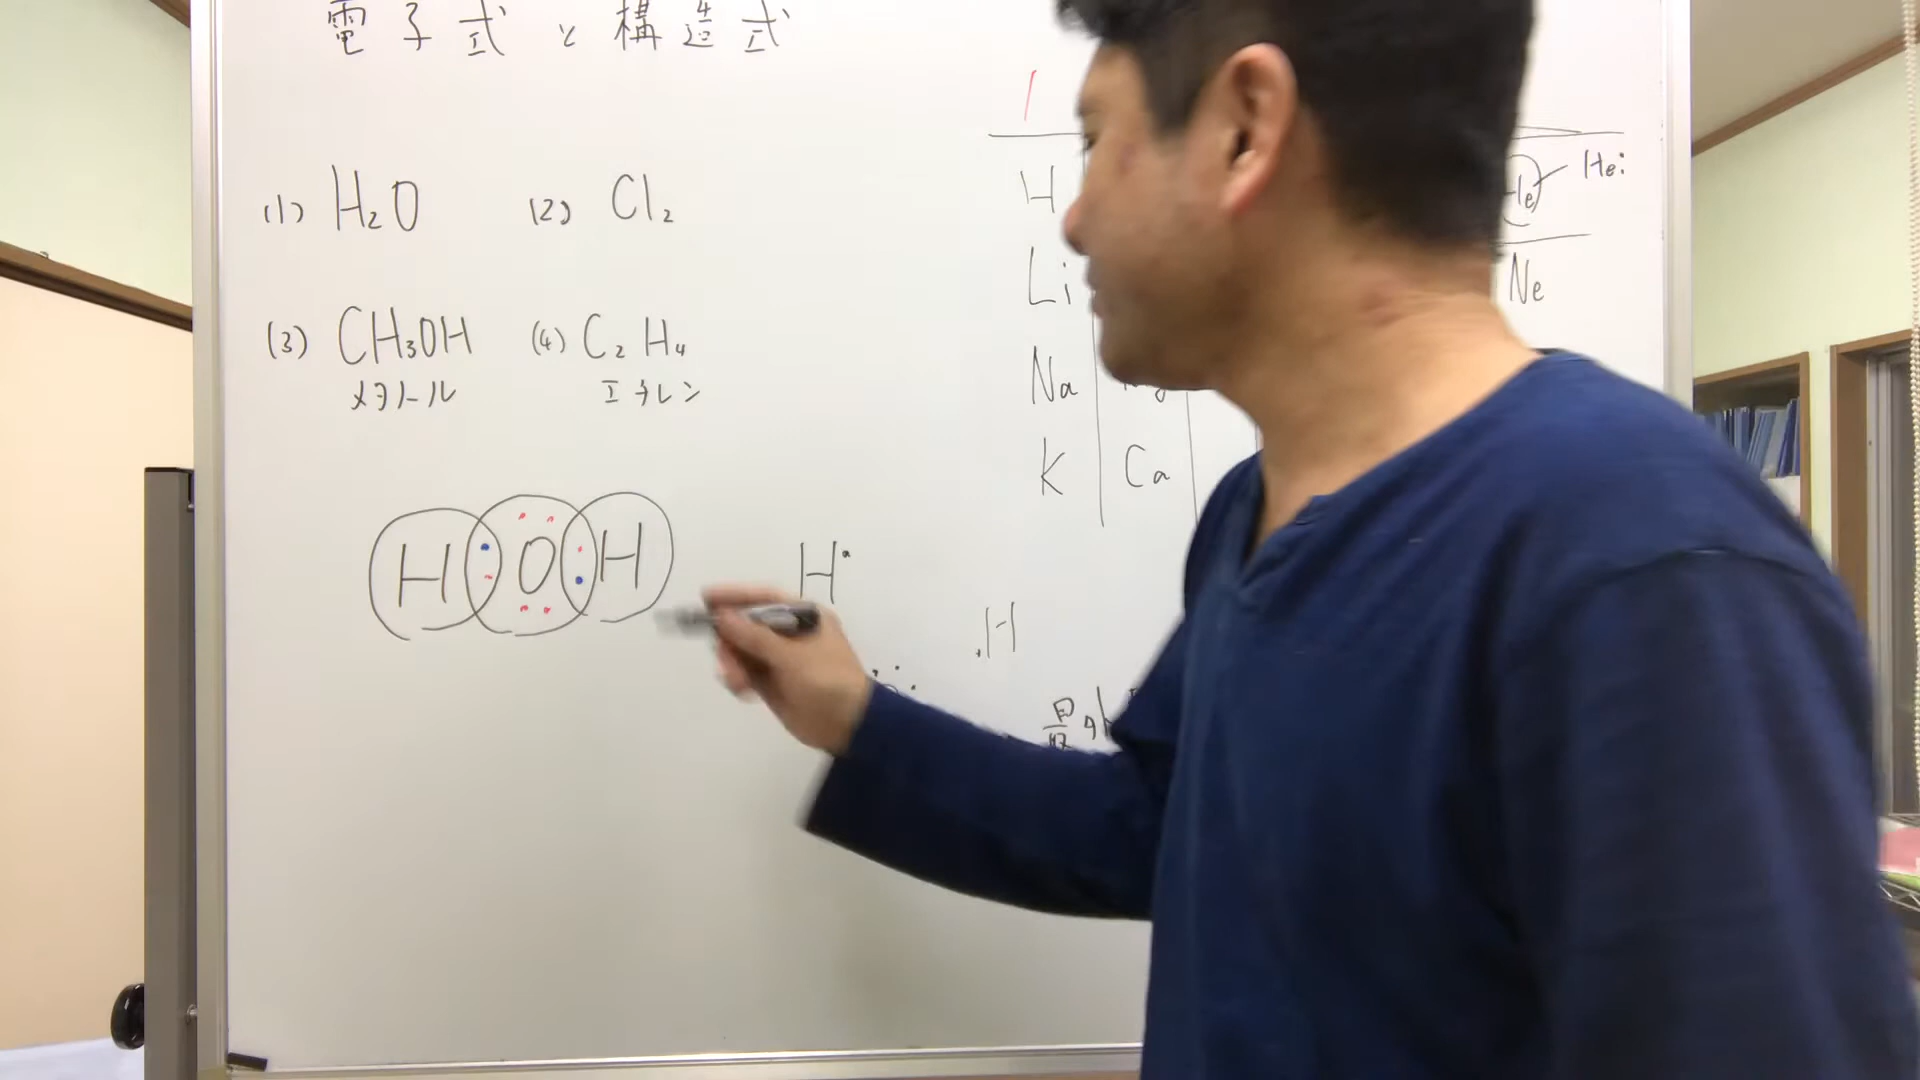 電子式と構造式
(1) H₂O (2) Cl₂
(3) CH₃OH (4) C₂H₄
メタノール エチレン
H O H
H
H
H He:
Li Ne
Na
K Ca